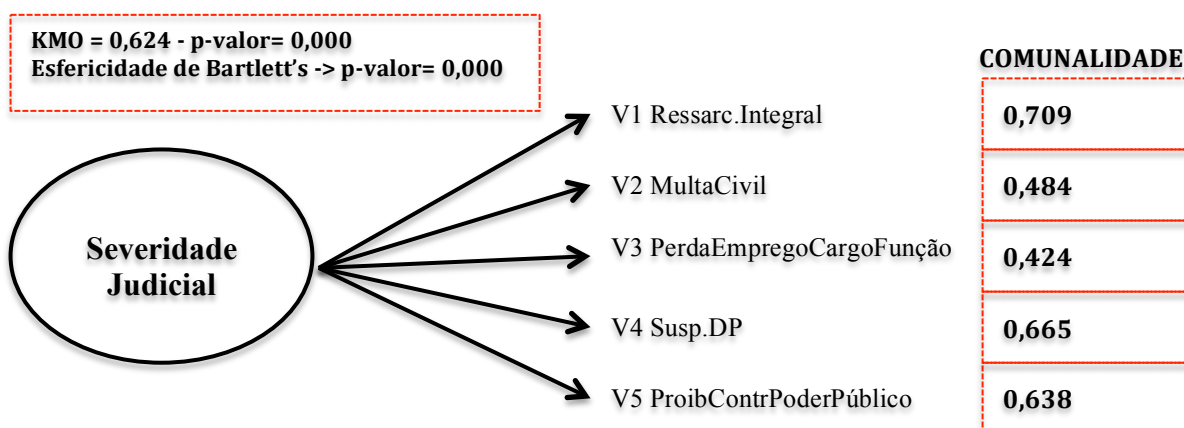 KMO = 0,624 - p-valor= 0,000
Esfericidade de Bartlett’s -> p-valor= 0,000
COMUNALIDADE
V1 Ressarc.Integral
0,709
V2 MultaCivil
0,484
Severidade
Judicial
V3 PerdaEmpregoCargoFunção
0,424
V4 Susp.DP
0,665
V5 ProibContrPoderPúblico
0,638